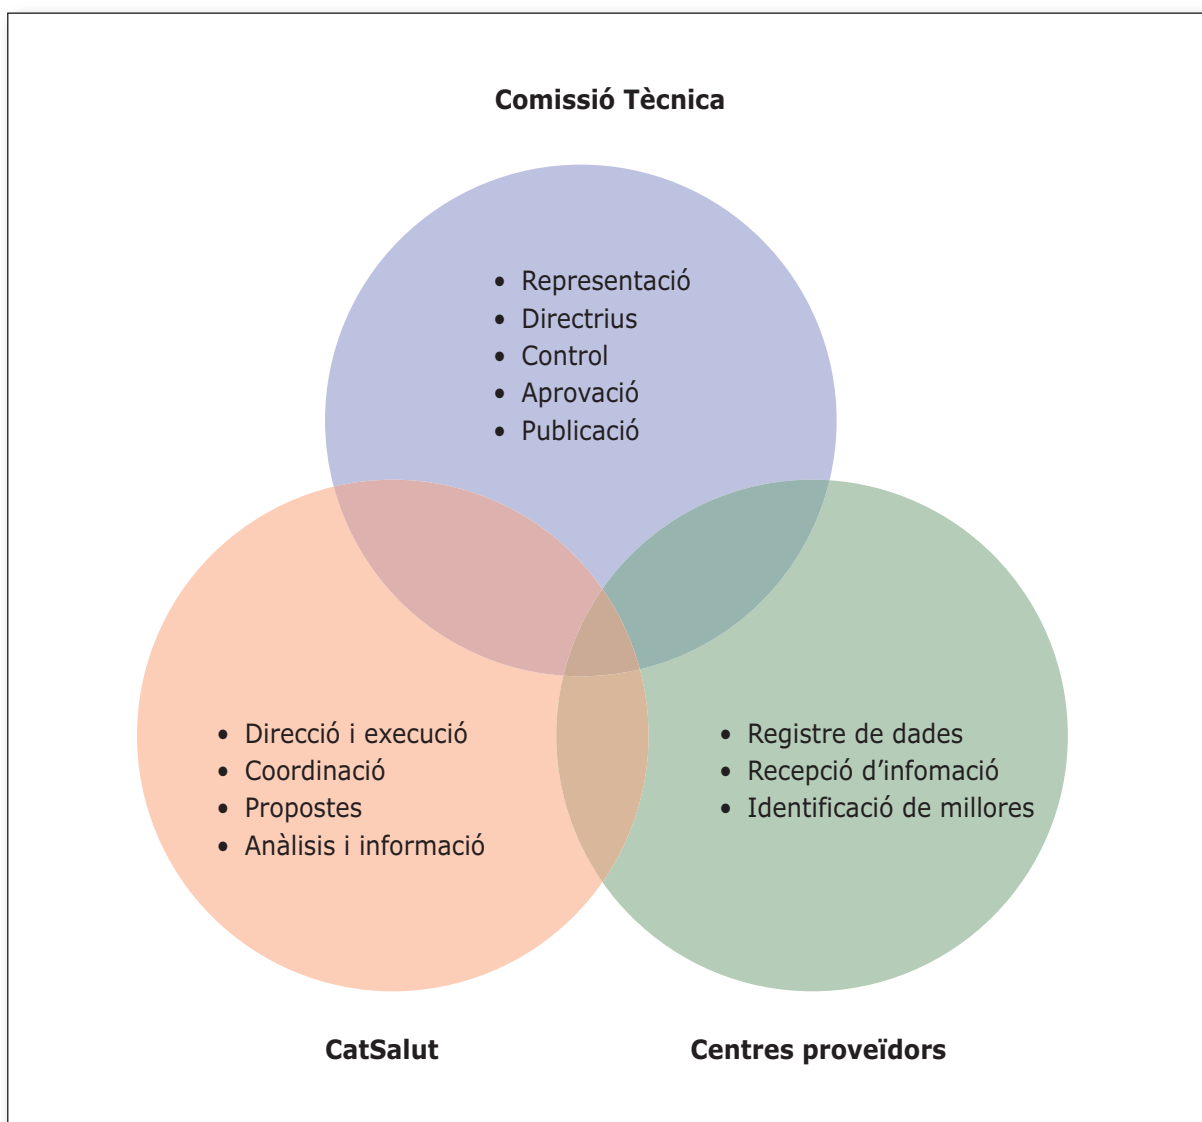 Comissió Tècnica
• Representació
• Directrius
• Control
• Aprovació
• Publicació
• Direcció i execució
• Coordinació
• Propostes
• Anàlisis i informació
• Registre de dades
• Recepció d’infomació
• Identificació de millores
CatSalut
Centres proveïdors